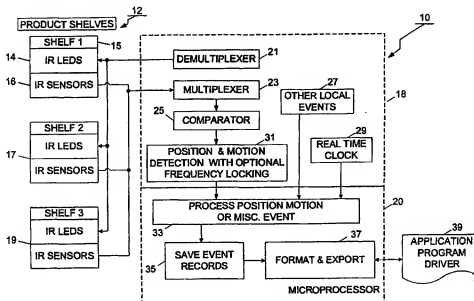 12
10
PRODUCT SHELVES
SHELF 1
15
14
IR LEDS
16
IR SENSORS
DEMULTIPLEXER
21
MULTIPLEXER
23
27
OTHER LOCAL
EVENTS
18
COMPARATOR
25
29
REAL TIME
CLOCK
SHELF 2
17
IR LEDS
IR SENSORS
POSITION & MOTION
DETECTION WITH OPTIONAL
FREQUENCY LOCKING
31
SHELF 3
19
IR LEDS
IR SENSORS
PROCESS POSITION MOTION
OR MISC. EVENT
33
20
37
39
SAVE EVENT
RECORDS
35
FORMAT & EXPORT
APPLICATION
PROGRAM
DRIVER
MICROPROCESSOR